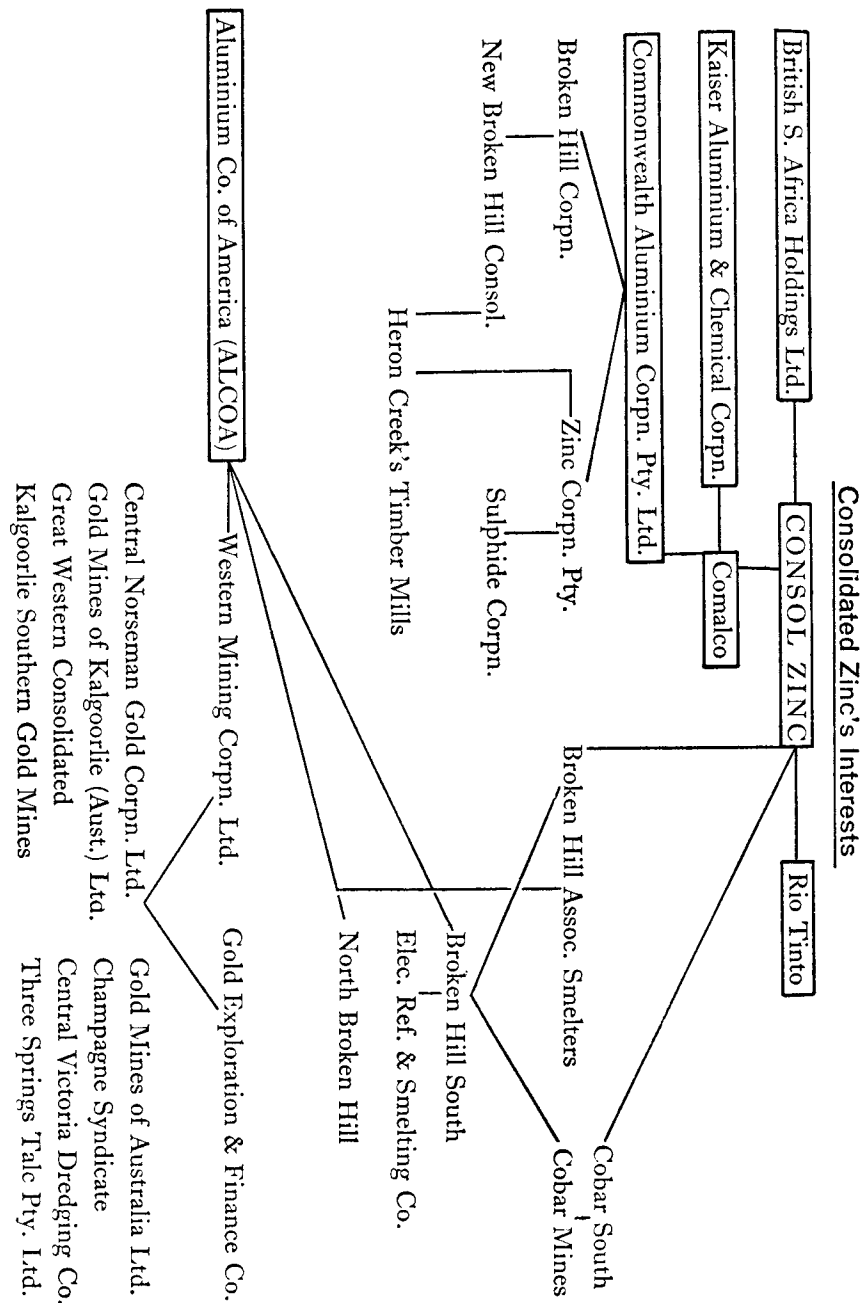 Consolidated Zinc's Interests
British S. Africa Holdings Ltd.
CONSOL ZINC
Rio Tinto
Kaiser Aluminium & Chemical Corpn.
Comalco
Commonwealth Aluminium Corpn. Pty. Ltd.
Broken Hill Corpn.
Zinc Corpn. Pty.
Broken Hill Assoc. Smelters
Cobar South
Cobar Mines
New Broken Hill Consol.
Sulphide Corpn.
Heron Creek's Timber Mills
Broken Hill South
Elec. Ref. & Smelting Co.
North Broken Hill
Aluminium Co. of America (ALCOA)
Western Mining Corpn. Ltd.
Gold Exploration & Finance Co.
Central Norseman Gold Corpn. Ltd.
Gold Mines of Kalgoorlie (Aust.) Ltd.
Great Western Consolidated
Kalgoorlie Southern Gold Mines
Gold Mines of Australia Ltd.
Champagne Syndicate
Central Victoria Dredging Co.
Three Springs Talc Pty. Ltd.